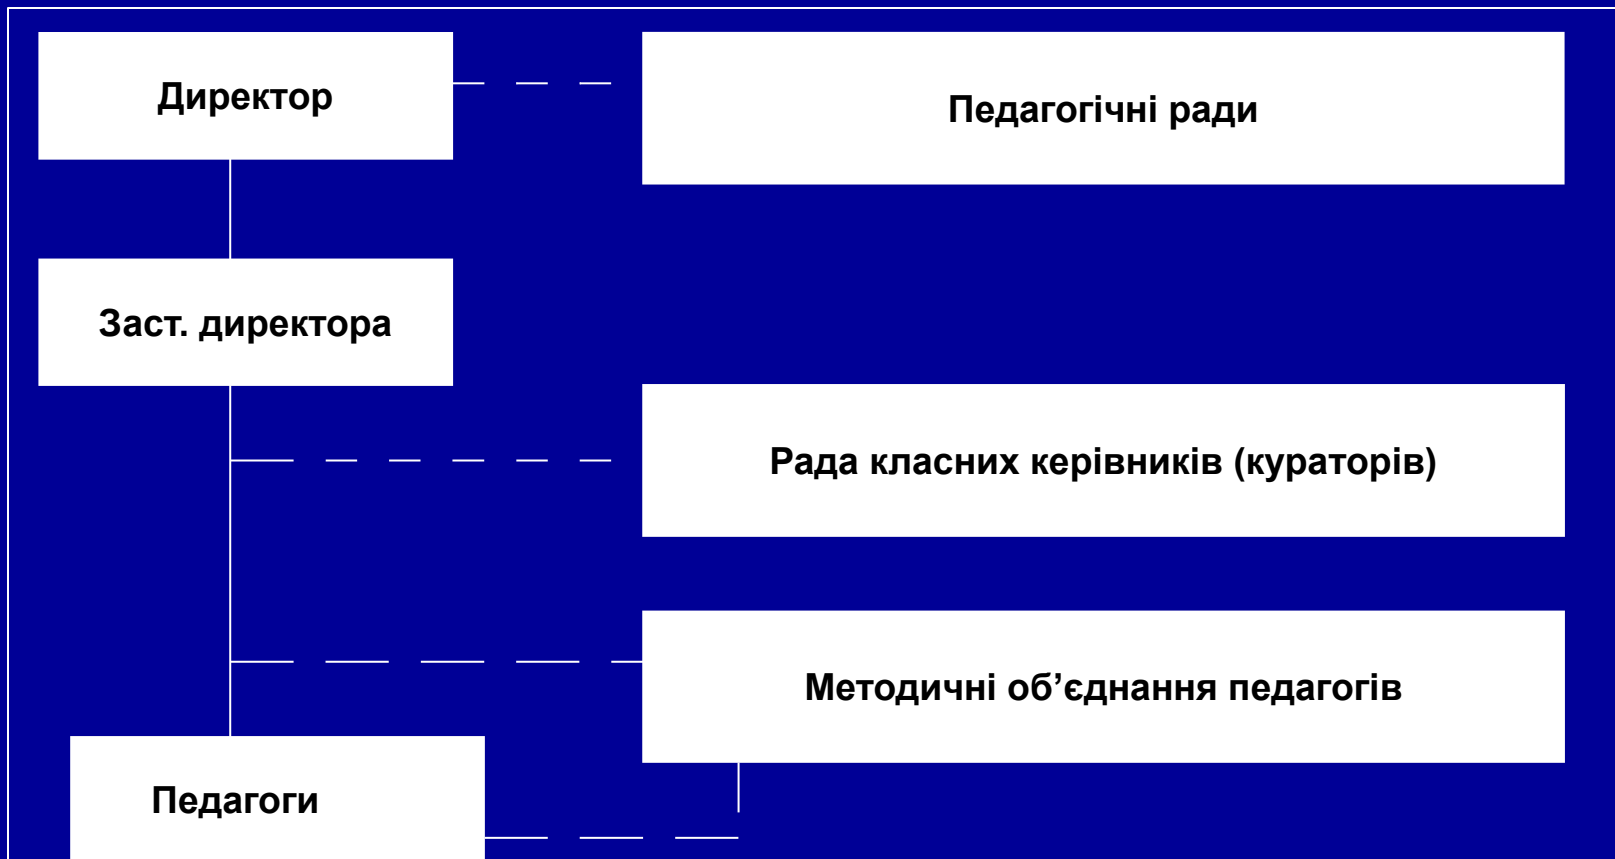 Директор
Педагогічні ради
Заст. директора
Рада класних керівників (кураторів)
Методичні об’єднання педагогів
Педагоги